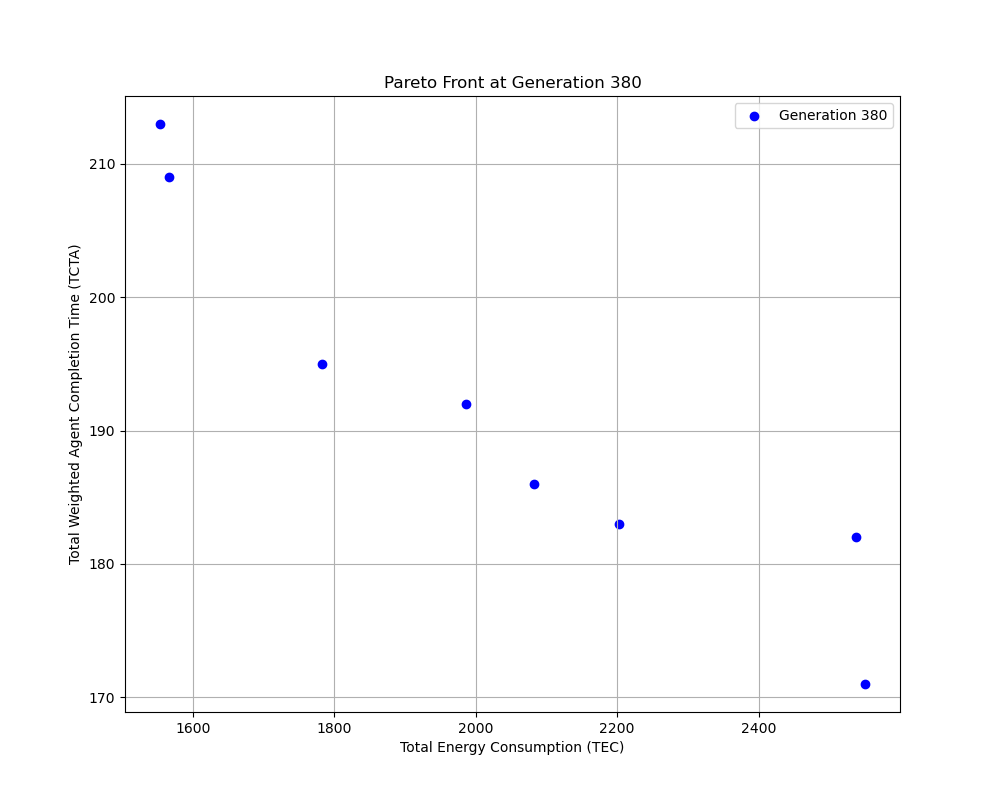 Pareto Front at Generation 380
Generation 380
Total Weighted Agent Completion Time (TCTA)
210
200
190
180
170
1600 1800 2000 2200 2400
Total Energy Consumption (TEC)